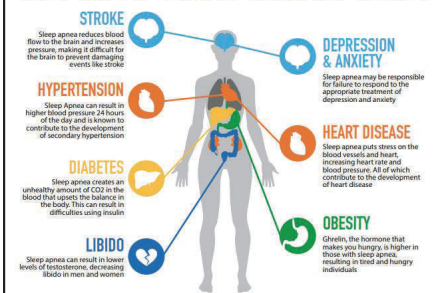 STROKE
Sleep apnea reduces blood
flow to the brain and increases
pressure, making it difficult for
the brain to prevent damaging
events like stroke
HYPERTENSION
Sleep Apnea can result in
higher blood pressure 24 hours
of the day and is known to
contribute to the development
of secondary hypertension
DIABETES
Sleep apnea creates an
unhealthy amount of CO2 in the
blood that upsets the balance in
the body. This can result in
difficulties using insulin
LIBIDO
Sleep apnea can result in lower
levels of testosterone, decreasing
libido in men and women
DEPRESSION
& ANXIETY
Sleep apnea may be responsible
for failure to respond to the
appropriate treatment of
depression and anxiety
HEART DISEASE
Sleep apnea puts stress on the
blood vessels and heart,
increasing heart rate and
blood pressure. All of which
contribute to the development
of heart disease
OBESITY
Ghrelin, the hormone that
makes you hungry, is higher in
those with sleep apnea,
resulting in tired and hungry
individuals